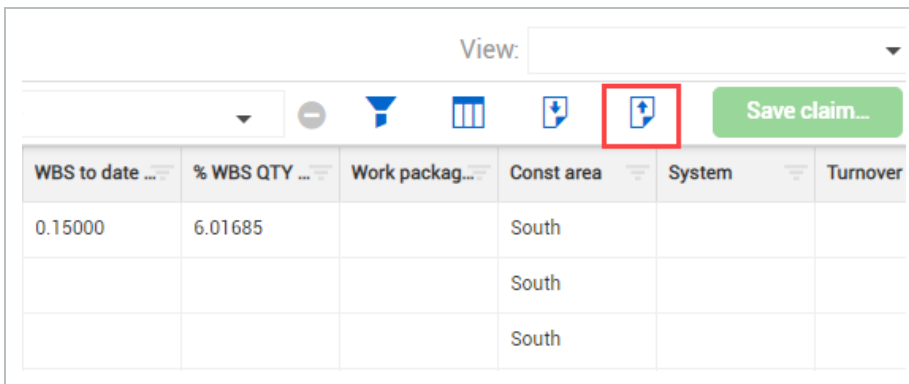 View:
Save claim...
WBS to date ... % WBS QTY ... Work packag... Const area System Turnover
0.15000 6.01685 South
South
South